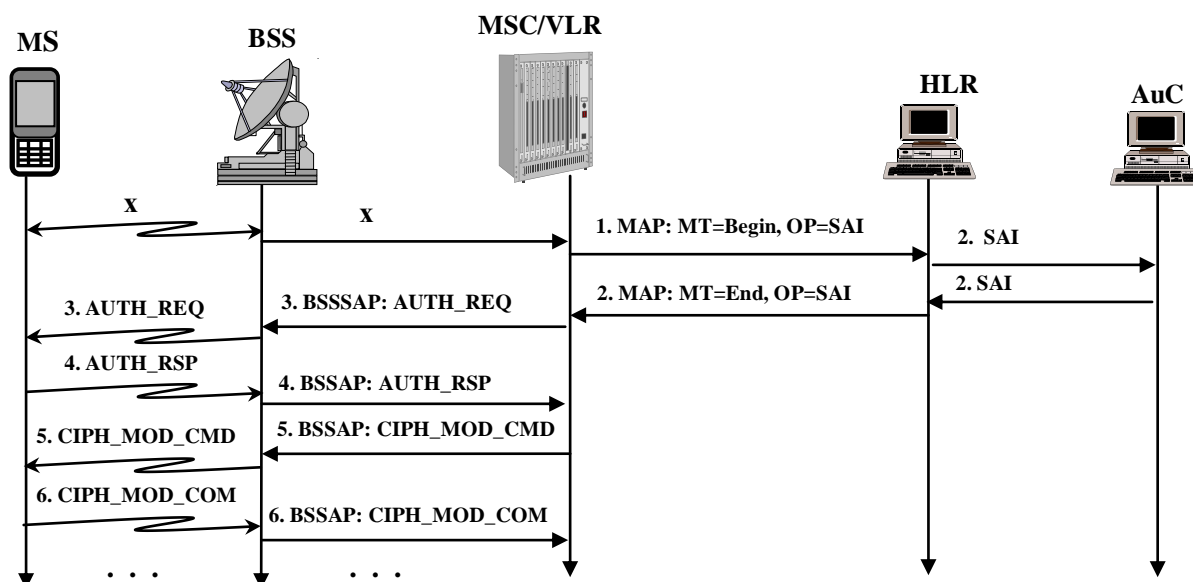 MS
BSS
MSC/VLR
HLR
AuC
x
x
1. MAP: MT=Begin, OP=SAI
2. SAI
2. SAI
2. MAP: MT=End, OP=SAI
3. BSSSAP: AUTH_REQ
3. AUTH_REQ
4. AUTH_RSP
4. BSSAP: AUTH_RSP
5. BSSAP: CIPH_MOD_CMD
5. CIPH_MOD_CMD
6. CIPH_MOD_COM
6. BSSAP: CIPH_MOD_COM
. . .
. . .